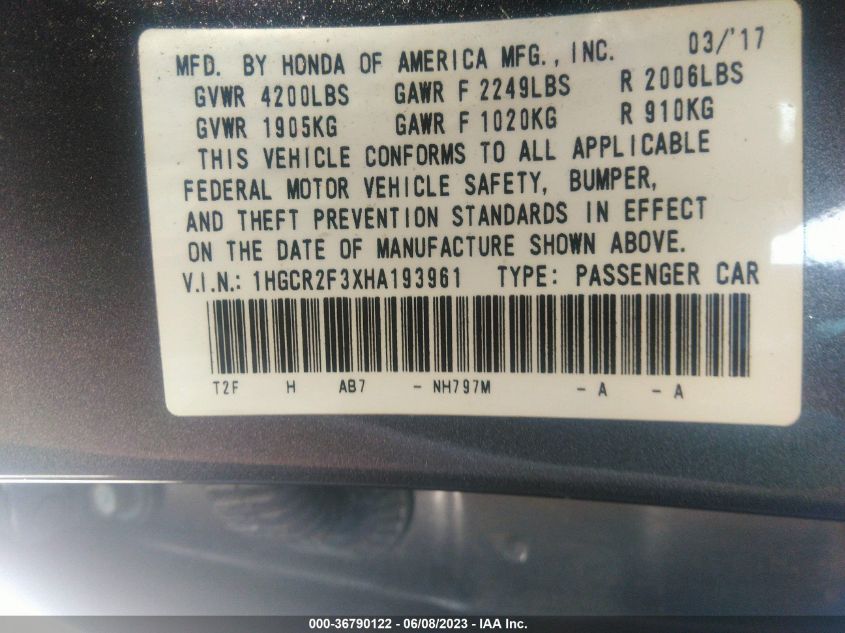 MFD. BY HONDA OF AMERICA MFG., INC. 03/'17
GVWR 4200LBS GAWR F 2249LBS R 2006LBS
GVWR 1905KG GAWR F 1020KG R 910KG
THIS VEHICLE CONFORMS TO ALL APPLICABLE
FEDERAL MOTOR VEHICLE SAFETY, BUMPER,
AND THEFT PREVENTION STANDARDS IN EFFECT
ON THE DATE OF MANUFACTURE SHOWN ABOVE.
V.I.N.: 1HGCR2F3XHA193961 TYPE: PASSENGER CAR
T2F H AB7 - NH797M - A - A
000-36790122 - 06/08/2023 - IAA Inc.